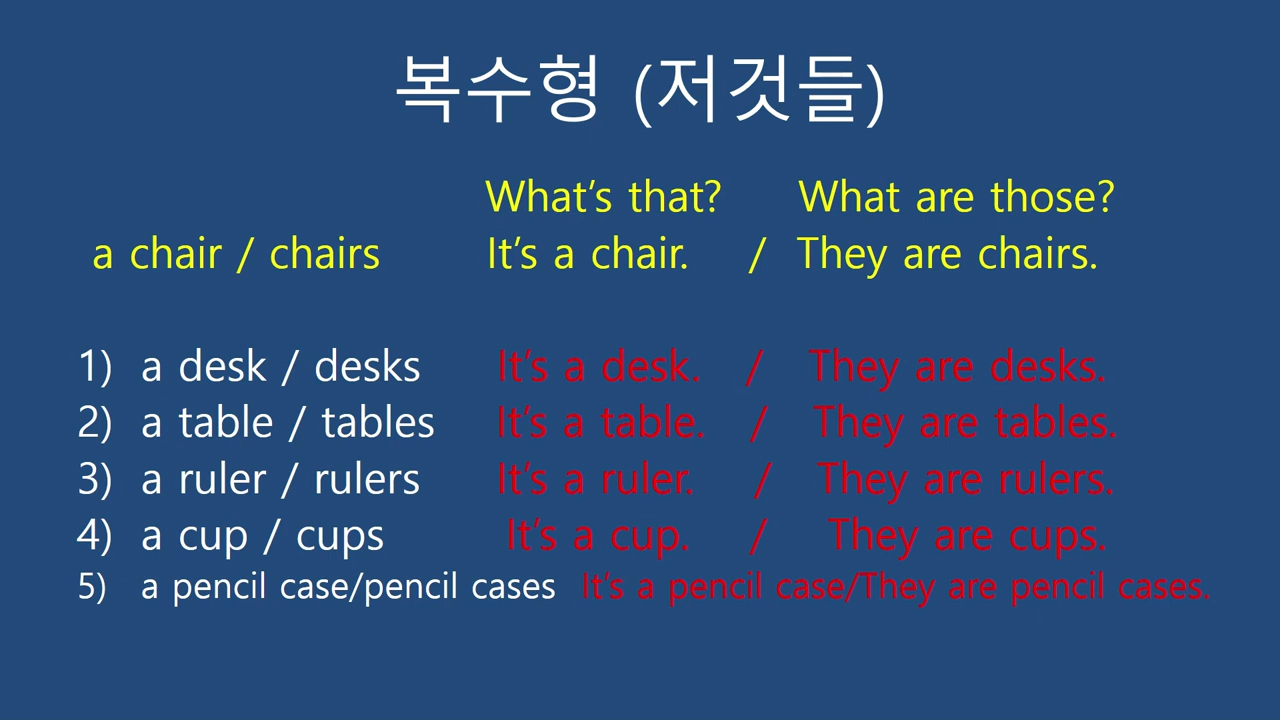 복수형 (저것들)
What's that? What are those?
a chair / chairs It's a chair. / They are chairs.
1) a desk / desks It's a desk. / They are desks.
2) a table / tables It's a table. / They are tables.
3) a ruler / rulers It's a ruler. / They are rulers.
4) a cup / cups It's a cup. / They are cups.
5) a pencil case/pencil cases It's a pencil case/They are pencil cases.